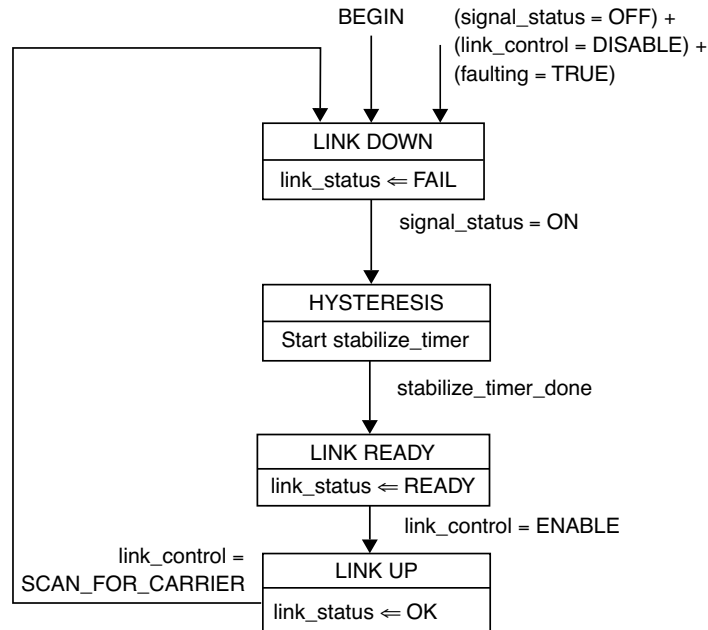 BEGIN
(signal_status = OFF) +
(link_control = DISABLE) +
(faulting = TRUE)
LINK DOWN
link_status ⇐ FAIL
signal_status = ON
HYSTERESIS
Start stabilize_timer
stabilize_timer_done
LINK READY
link_status ⇐ READY
link_control = ENABLE
link_control =
SCAN_FOR_CARRIER
LINK UP
link_status ⇐ OK